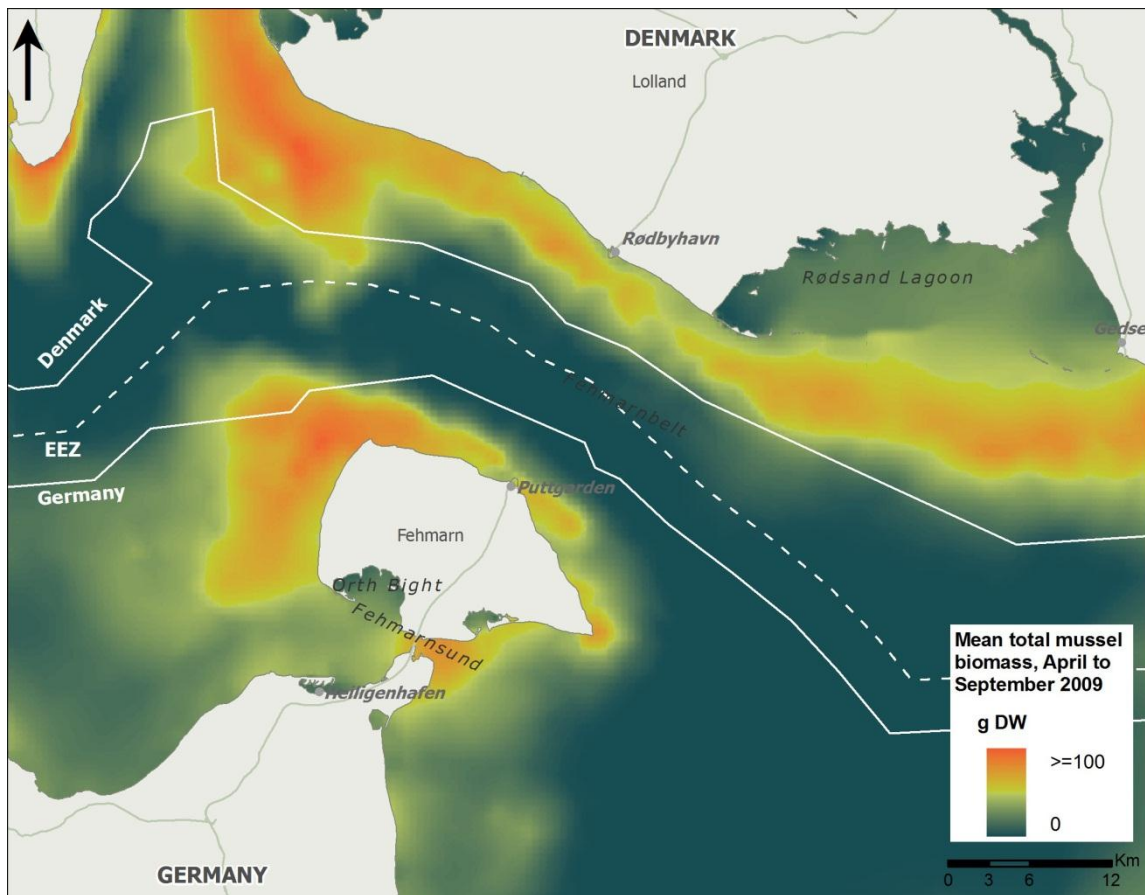 DENMARK
Lolland
Rødbyhavn
Rødsand Lagoon
Gedse
Denmark
Fehmarnbelt
EEZ
Germany
Puttgarden
Fehmarn
Orth Bight
Fehmarnsund
Heiligenhafen
GERMANY
Mean total mussel
biomass, April to
September 2009
g DW
>=100
0
Km
0 3 6 12